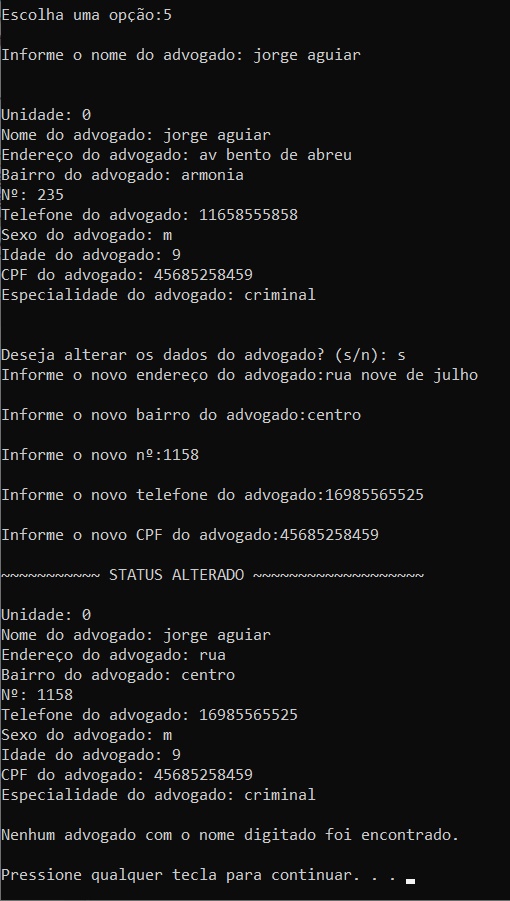 Escolha uma opção:5
Informe o nome do advogado: jorge aguiar
Unidade: 0
Nome do advogado: jorge aguiar
Endereço do advogado: av bento de abreu
Bairro do advogado: armonia
Nº: 235
Telefone do advogado: 11658555858
Sexo do advogado: m
Idade do advogado: 9
CPF do advogado: 45685258459
Especialidade do advogado: criminal
Deseja alterar os dados do advogado? (s/n): s
Informe o novo endereço do advogado:rua nove de julho
Informe o novo bairro do advogado:centro
Informe o novo nº:1158
Informe o novo telefone do advogado:16985565525
Informe o novo CPF do advogado:45685258459
~~~~~~~~~~~ STATUS ALTERADO ~~~~~~~~~~~~~~~~~~~
Unidade: 0
Nome do advogado: jorge aguiar
Endereço do advogado: rua
Bairro do advogado: centro
Nº: 1158
Telefone do advogado: 16985565525
Sexo do advogado: m
Idade do advogado: 9
CPF do advogado: 45685258459
Especialidade do advogado: criminal
Nenhum advogado com o nome digitado foi encontrado.
Pressione qualquer tecla para continuar. . .